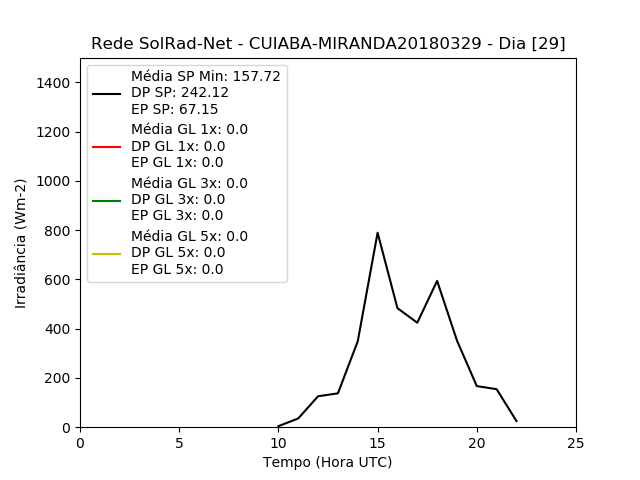 Rede SolRad-Net - CUIABA-MIRANDA20180329 - Dia [29]
Média SP Min: 157.72
DP SP: 242.12
EP SP: 67.15
Média GL 1x: 0.0
DP GL 1x: 0.0
EP GL 1x: 0.0
Média GL 3x: 0.0
DP GL 3x: 0.0
EP GL 3x: 0.0
Média GL 5x: 0.0
DP GL 5x: 0.0
EP GL 5x: 0.0
Irradiância (Wm-2)
1400
1200
1000
800
600
400
200
0
0 5 10 15 20 25
Tempo (Hora UTC)